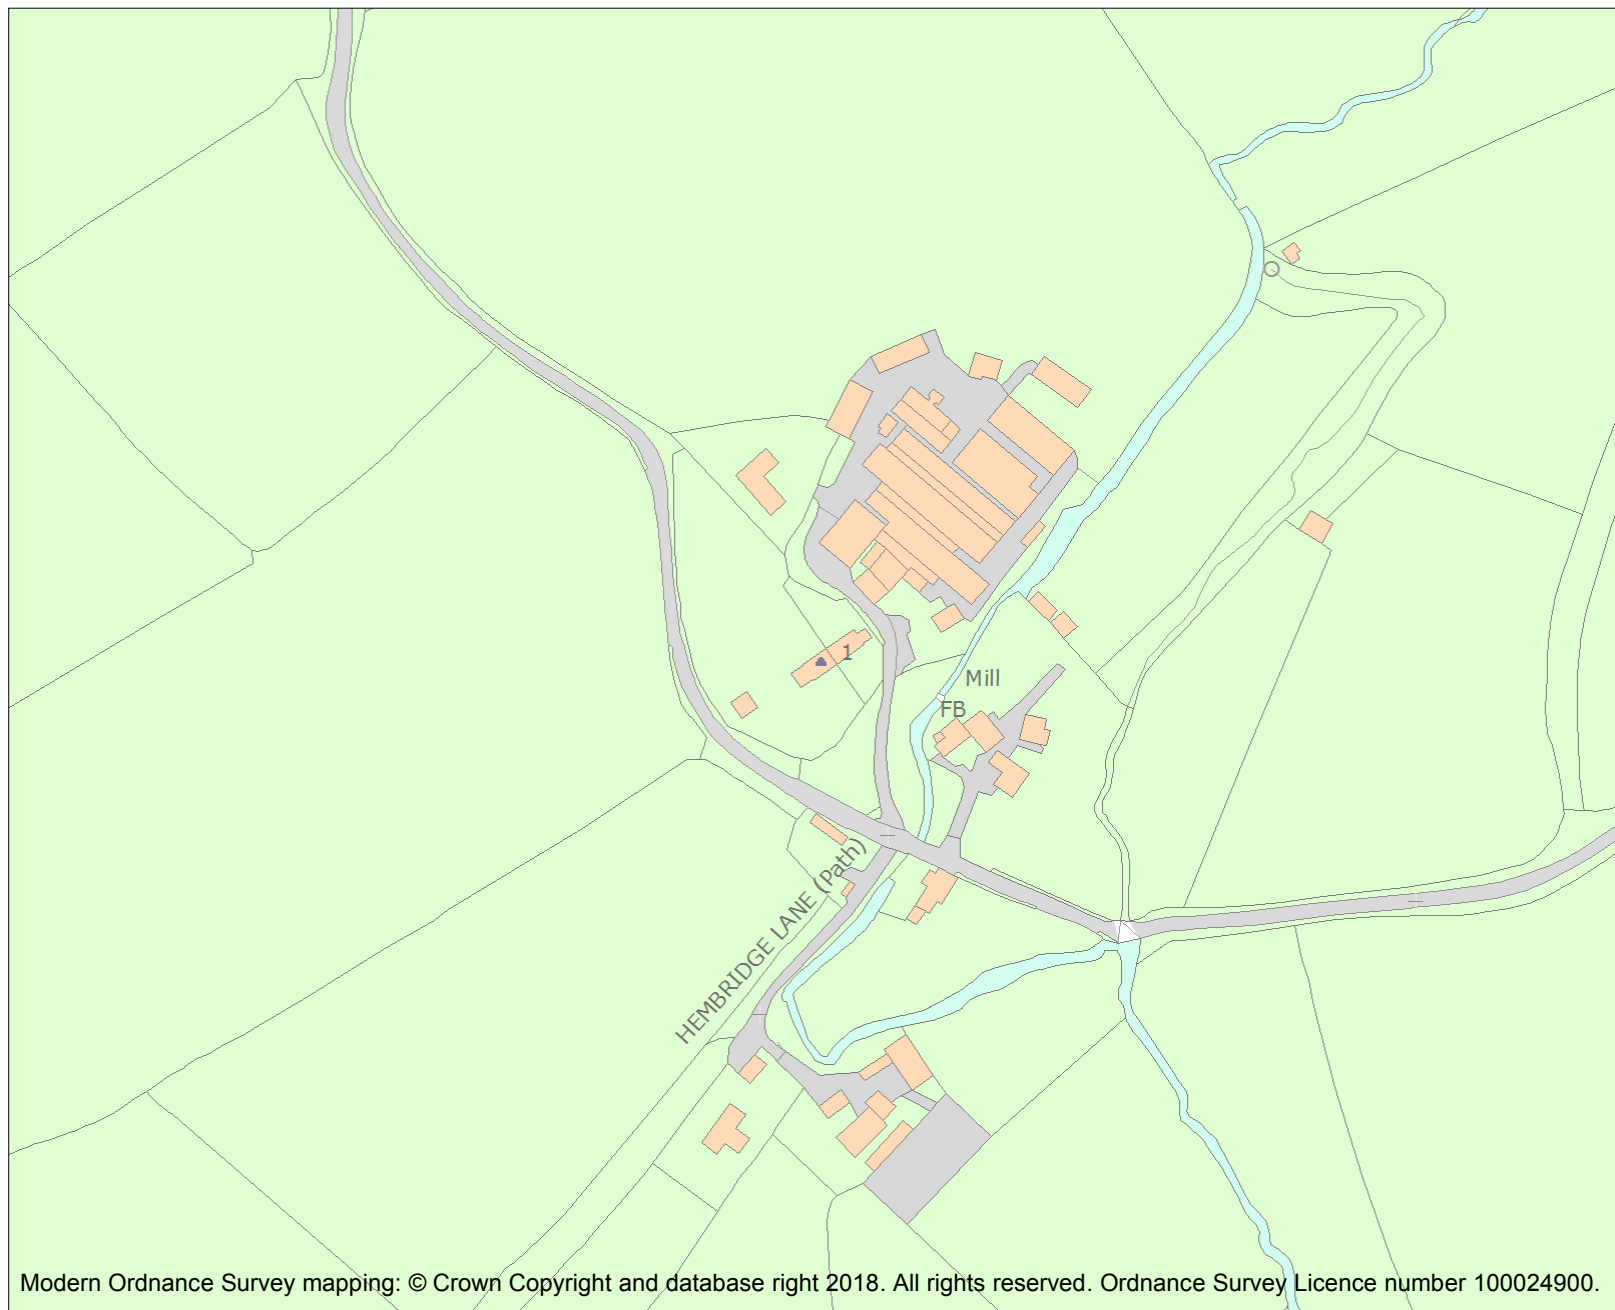 1
Mill
FB
HEMBRIDGE LANE (Path)
Modern Ordnance Survey mapping: © Crown Copyright and database right 2018. All rights reserved. Ordnance Survey Licence number 100024900.